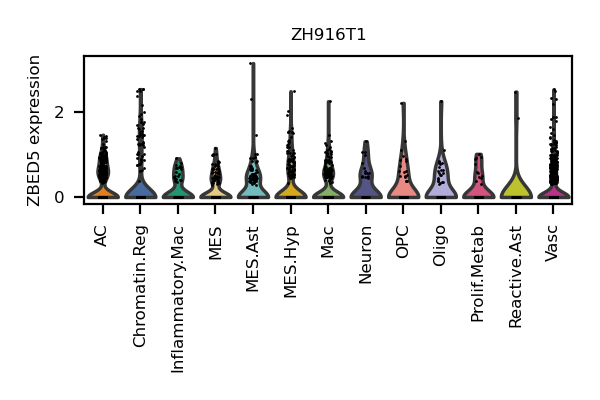 ZH916T1
ZBED5 expression
2
0
AC
Chromatin.Reg
Inflammatory.Mac
MES
MES.Ast
MES.Hyp
Mac
Neuron
OPC
Oligo
Prolif.Metab
Reactive.Ast
Vasc